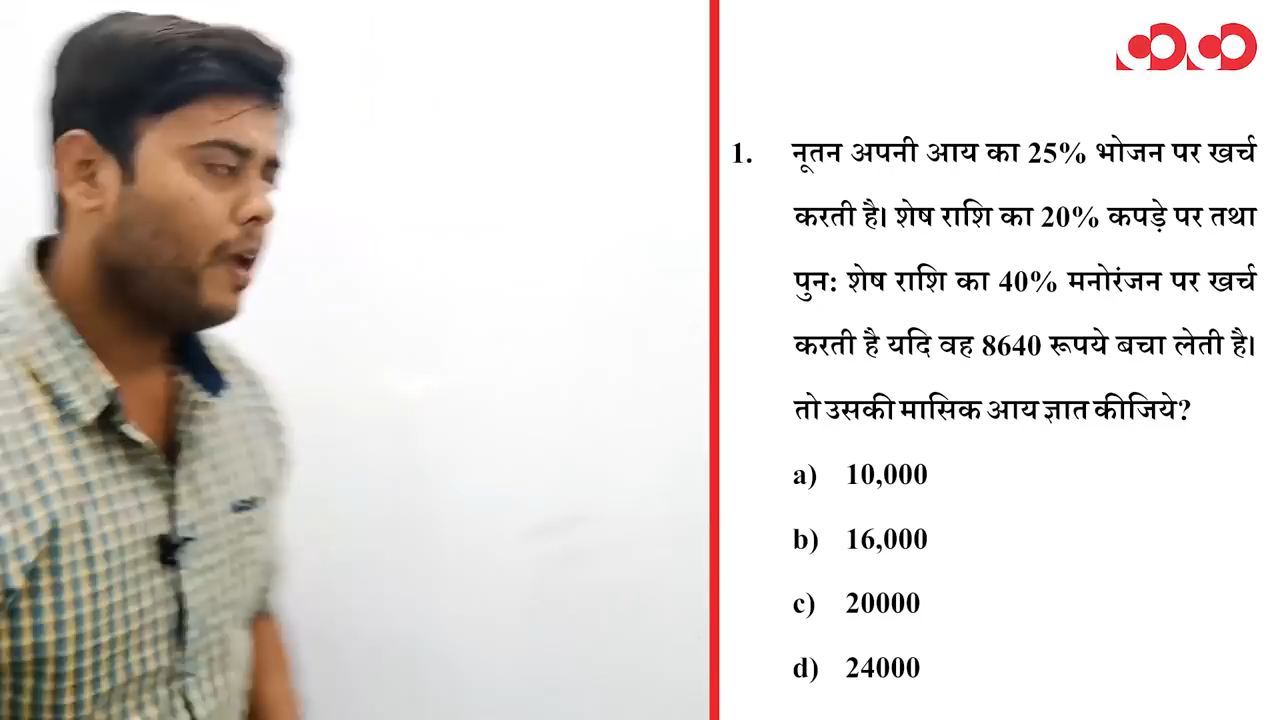 1. नूतन अपनी आय का 25% भोजन पर खर्च
करती है। शेष राशि का 20% कपड़े पर तथा
पुन: शेष राशि का 40% मनोरंजन पर खर्च
करती है यदि वह 8640 रूपये बचा लेती है।
तो उसकी मासिक आय ज्ञात कीजिये?
a) 10,000
b) 16,000
c) 20000
d) 24000